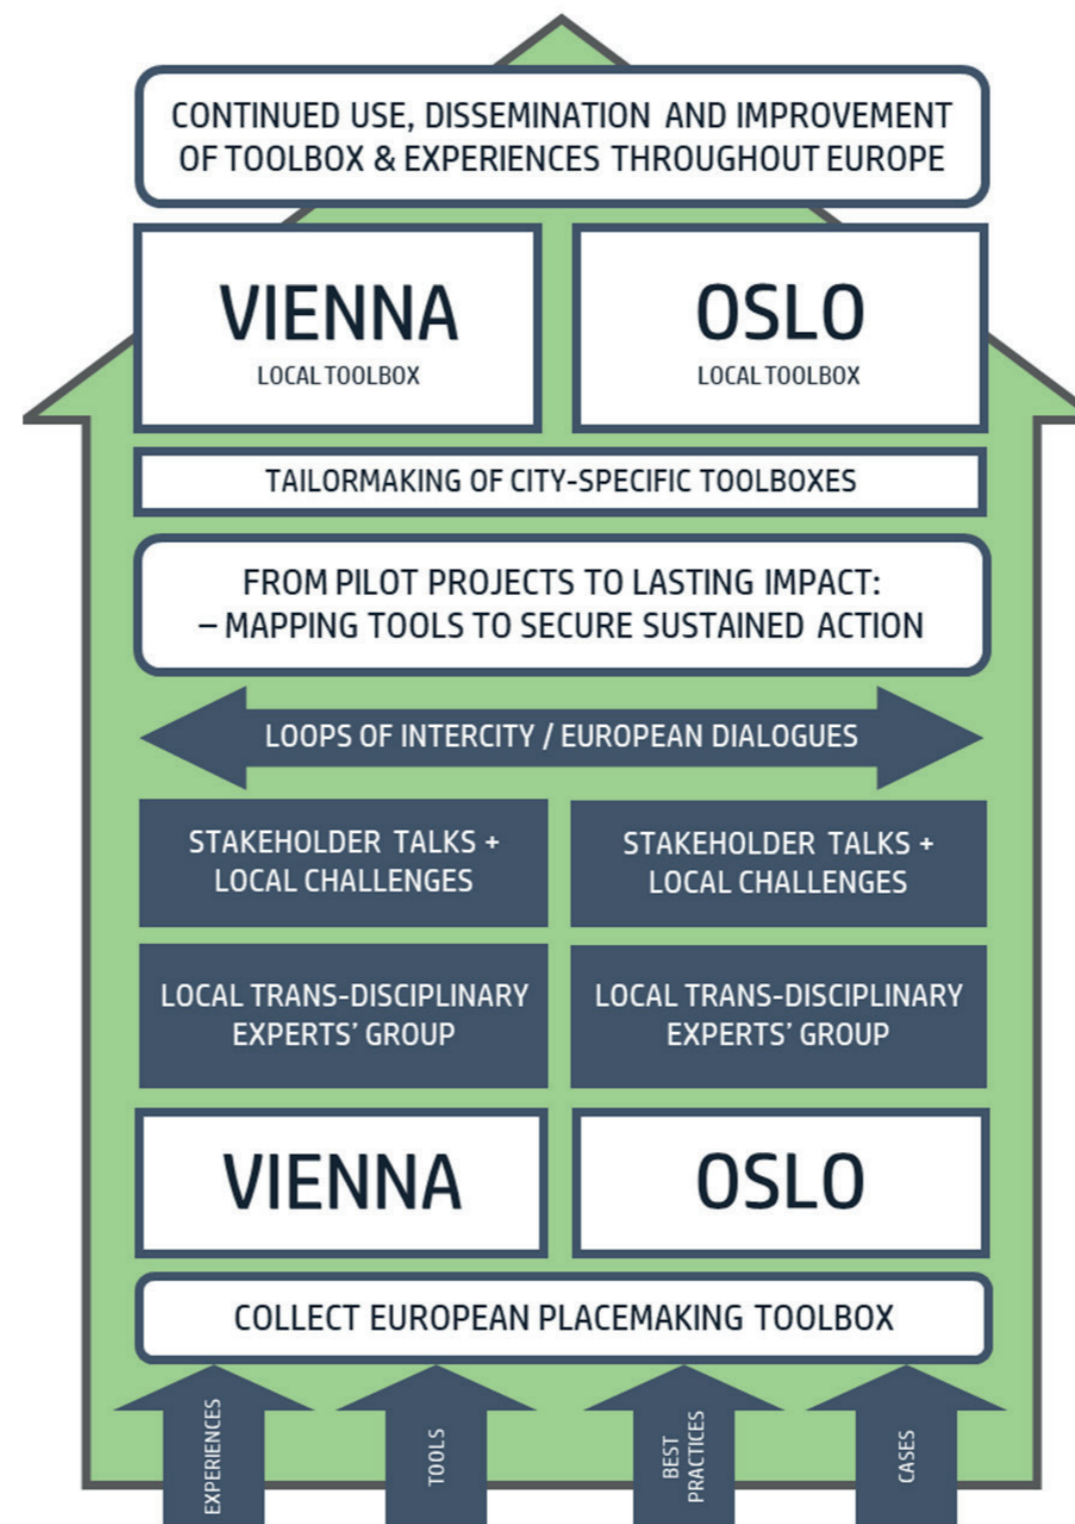 CONTINUED USE, DISSEMINATION AND IMPROVEMENT
OF TOOLBOX & EXPERIENCES THROUGHOUT EUROPE
VIENNA
LOCAL TOOLBOX
OSLO
LOCAL TOOLBOX
TAILORMAKING OF CITY-SPECIFIC TOOLBOXES
FROM PILOT PROJECTS TO LASTING IMPACT:
– MAPPING TOOLS TO SECURE SUSTAINED ACTION
LOOPS OF INTERCITY / EUROPEAN DIALOGUES
STAKEHOLDER TALKS +
LOCAL CHALLENGES
STAKEHOLDER TALKS +
LOCAL CHALLENGES
LOCAL TRANS-DISCIPLINARY
EXPERTS’ GROUP
LOCAL TRANS-DISCIPLINARY
EXPERTS’ GROUP
VIENNA
OSLO
COLLECT EUROPEAN PLACEMAKING TOOLBOX
EXPERIENCES
TOOLS
BEST
PRACTICES
CASES